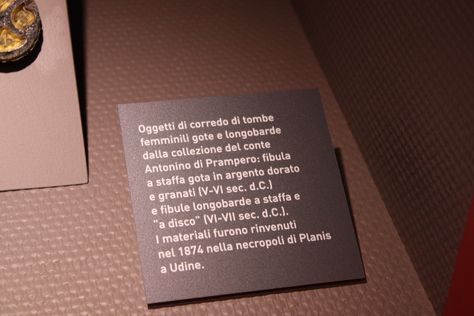 Oggetti di corredo di tombe
femminili gote e longobarde
dalla collezione del conte
Antonino di Prampero: fibula
a staffa gota in argento dorato
e granati (V-VI sec. d.C.)
e fibule longobarde a staffa e
"a disco" (VI-VII sec. d.C.).
I materiali furono rinvenuti
nel 1874 nella necropoli di Planis
a Udine.